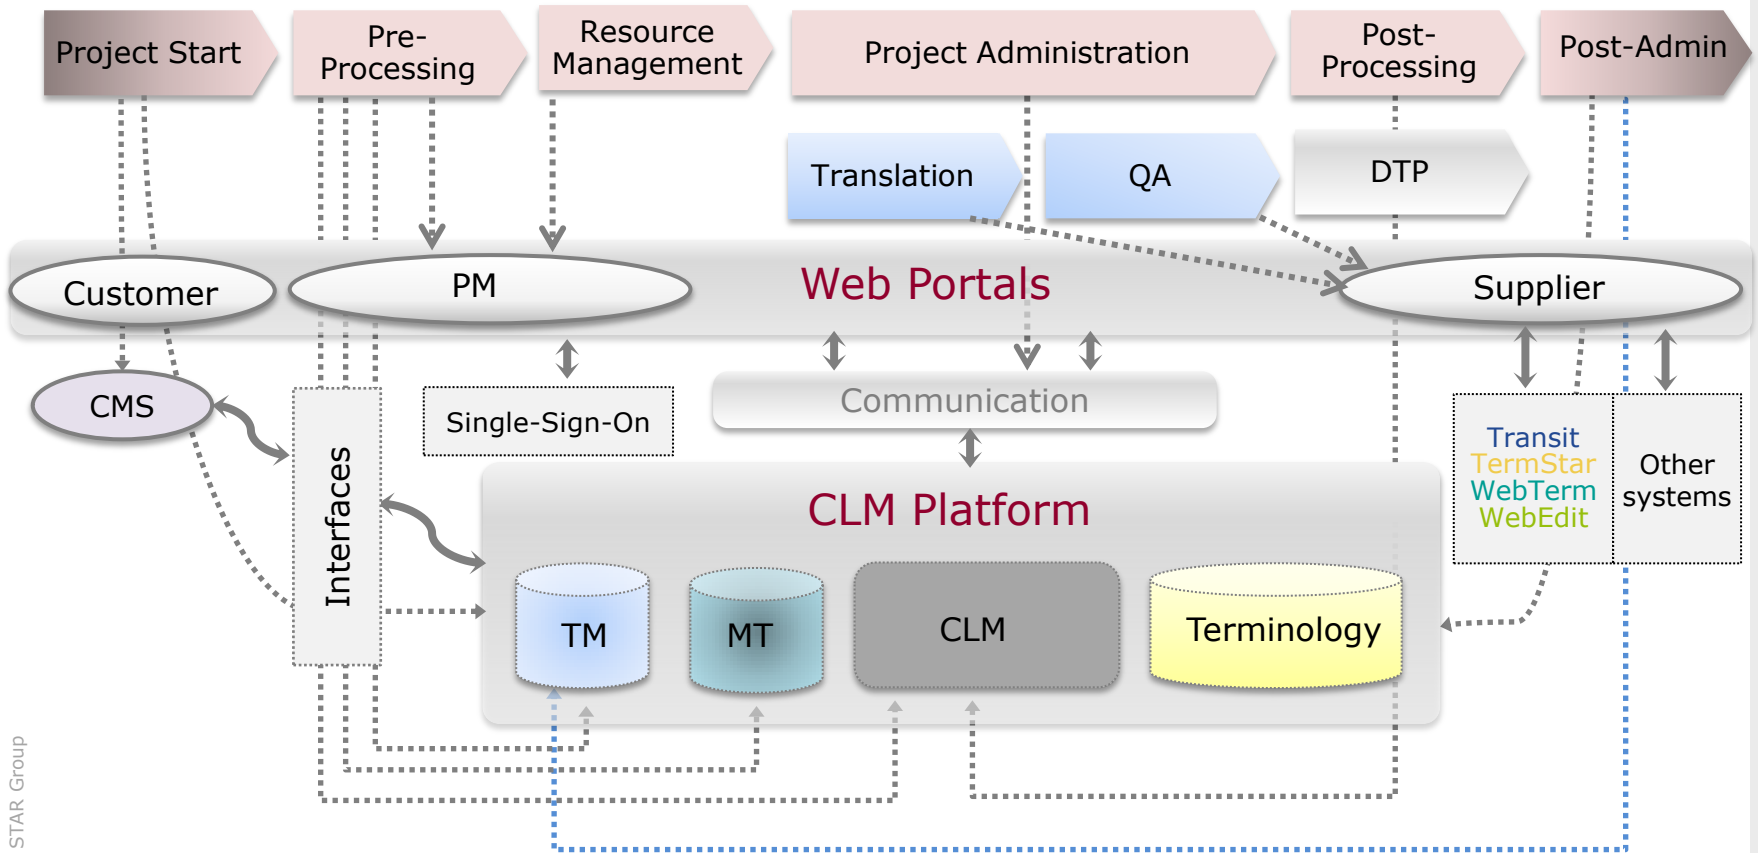 Project Start
Pre-
Processing
Resource
Management
Project Administration
Post-
Processing
Post-Admin
Translation
QA
DTP
Customer
PM
Web Portals
Supplier
CMS
Interfaces
Single-Sign-On
Communication
Transit
TermStar
WebTerm
WebEdit
Other
systems
CLM Platform
TM
MT
CLM
Terminology
STAR Group